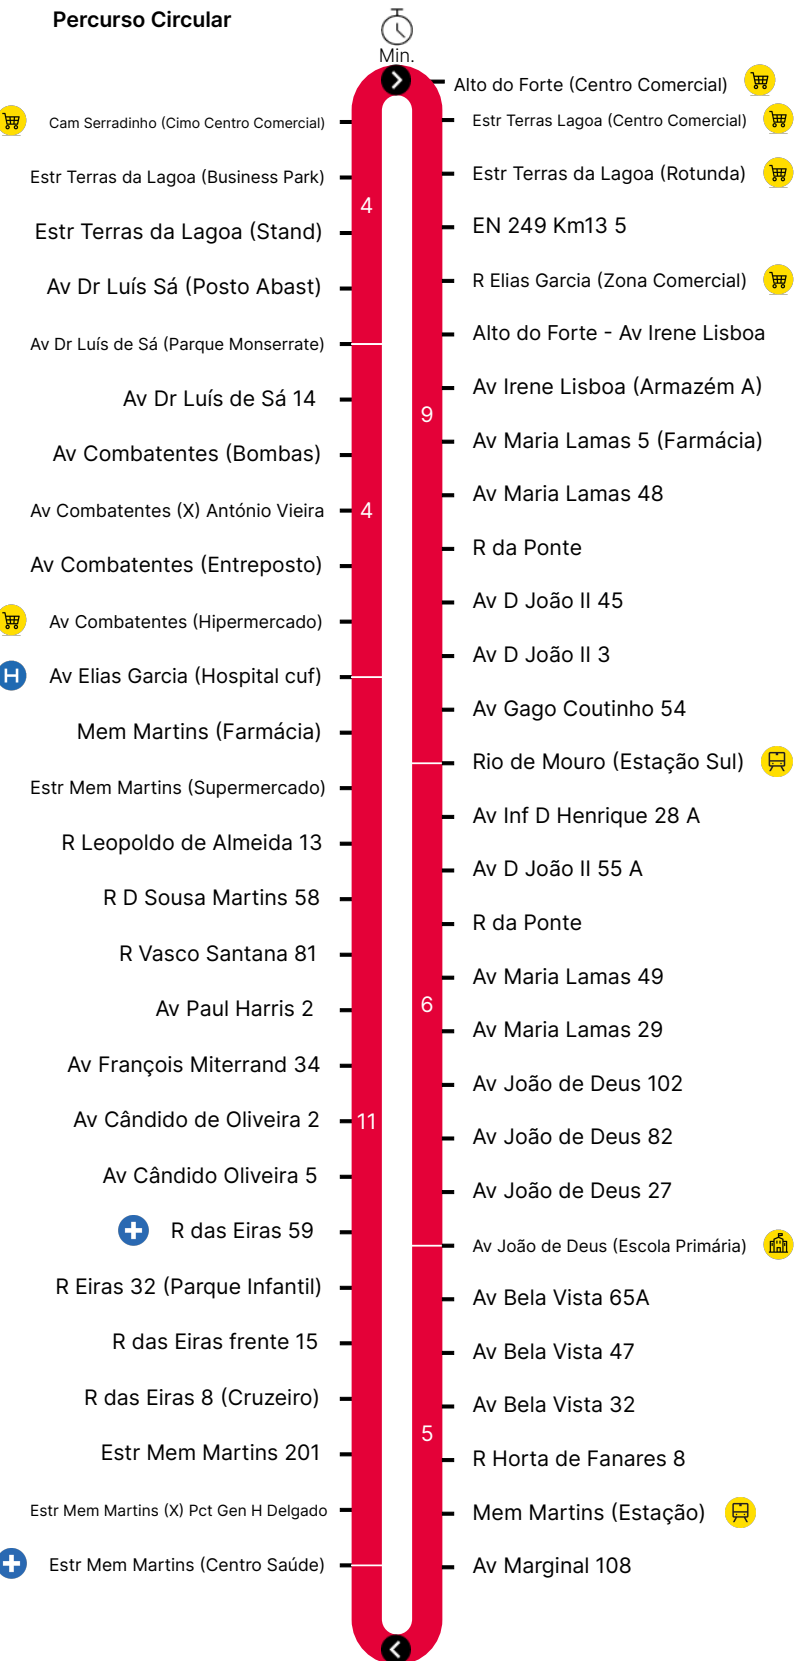 Percurso Circular
Min.
Alto do Forte (Centro Comercial)
Estr Terras Lagoa (Centro Comercial)
Estr Terras da Lagoa (Rotunda)
EN 249 Km13 5
R Elias Garcia (Zona Comercial)
Alto do Forte - Av Irene Lisboa
Av Irene Lisboa (Armazém A)
9
Av Maria Lamas 5 (Farmácia)
Av Maria Lamas 48
R da Ponte
Av D João II 45
Av D João II 3
Av Gago Coutinho 54
Rio de Mouro (Estação Sul)
Av Inf D Henrique 28 A
Av D João II 55 A
R da Ponte
Av Maria Lamas 49
6
Av Maria Lamas 29
Av João de Deus 102
Av João de Deus 82
Av João de Deus 27
Av João de Deus (Escola Primária)
Av Bela Vista 65A
Av Bela Vista 47
Av Bela Vista 32
5
R Horta de Fanares 8
Mem Martins (Estação)
Av Marginal 108
Cam Serradinho (Cimo Centro Comercial)
Estr Terras da Lagoa (Business Park)
4
Estr Terras da Lagoa (Stand)
Av Dr Luís Sá (Posto Abast)
Av Dr Luís de Sá (Parque Monserrate)
Av Dr Luís de Sá 14
Av Combatentes (Bombas)
Av Combatentes (X) António Vieira
4
Av Combatentes (Entreposto)
Av Combatentes (Hipermercado)
H
Av Elias Garcia (Hospital cuf)
Mem Martins (Farmácia)
Estr Mem Martins (Supermercado)
R Leopoldo de Almeida 13
R D Sousa Martins 58
R Vasco Santana 81
Av Paul Harris 2
Av François Miterrand 34
Av Cândido de Oliveira 2
11
Av Cândido Oliveira 5
R das Eiras 59
R Eiras 32 (Parque Infantil)
R das Eiras frente 15
R das Eiras 8 (Cruzeiro)
Estr Mem Martins 201
Estr Mem Martins (X) Pct Gen H Delgado
Estr Mem Martins (Centro Saúde)